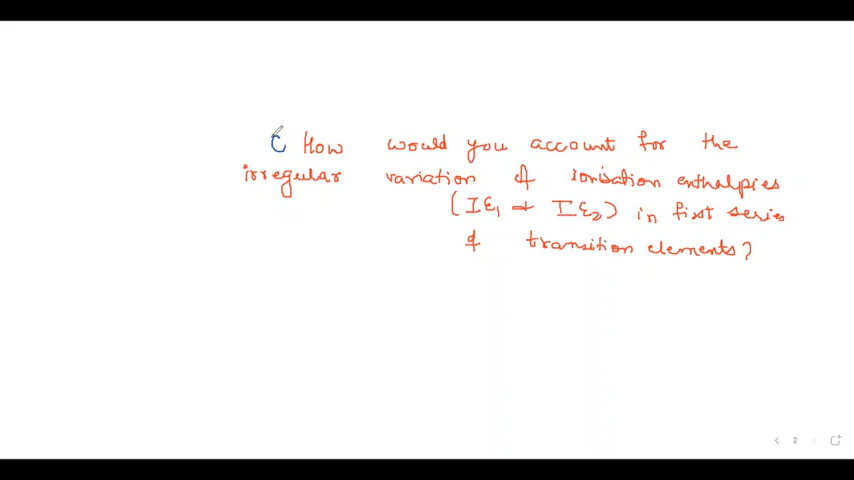 How would you account for the
irregular variation of ionisation enthalpies
(IE₁ & IE₂) in first series
of transition elements?
2